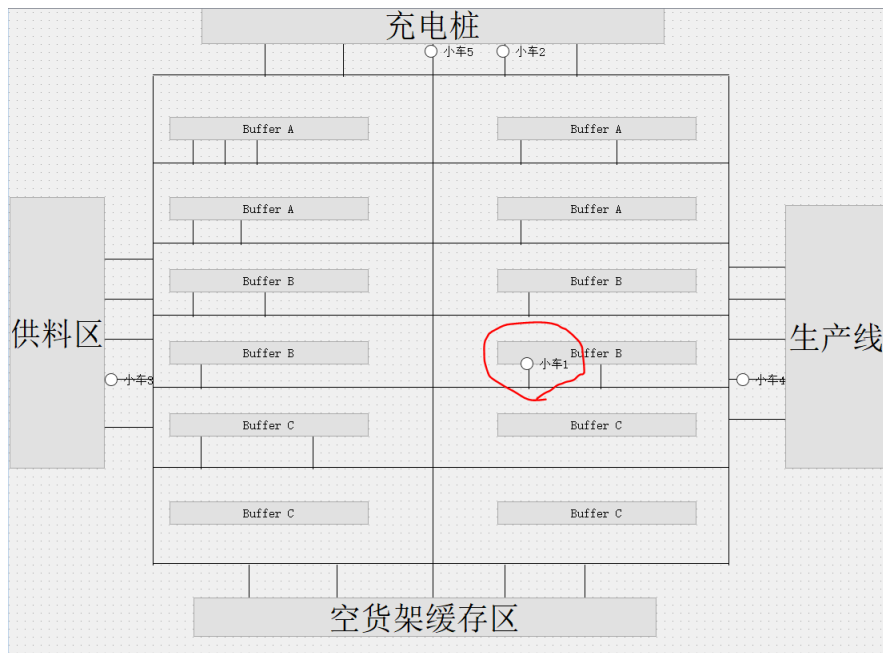 充电桩
小车5
小车2
Buffer A
Buffer A
Buffer A
Buffer A
Buffer B
Buffer B
供料区
生产线
Buffer B
Buffer B
小车1
小车3
小车4
Buffer C
Buffer C
Buffer C
Buffer C
空货架缓存区